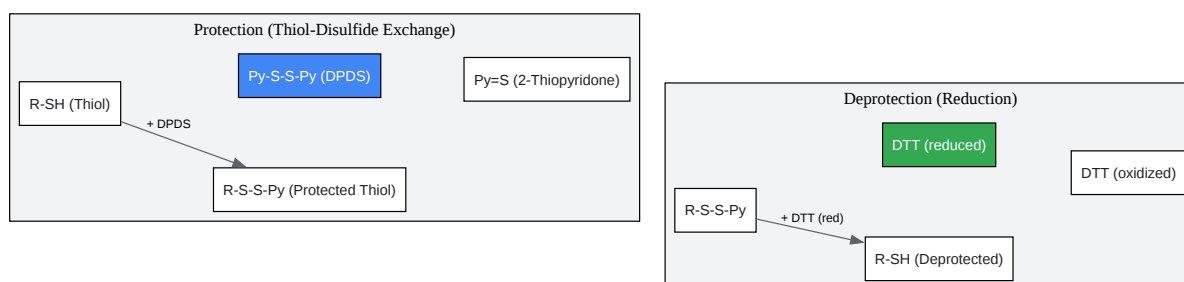 Protection (Thiol-Disulfide Exchange)
Py-S-S-Py (DPDS)
Py=S (2-Thiopyridone)
R-SH (Thiol)
+ DPDS
R-S-S-Py (Protected Thiol)
Deprotection (Reduction)
DTT (reduced)
DTT (oxidized)
R-S-S-Py
+ DTT (red)
R-SH (Deprotected)